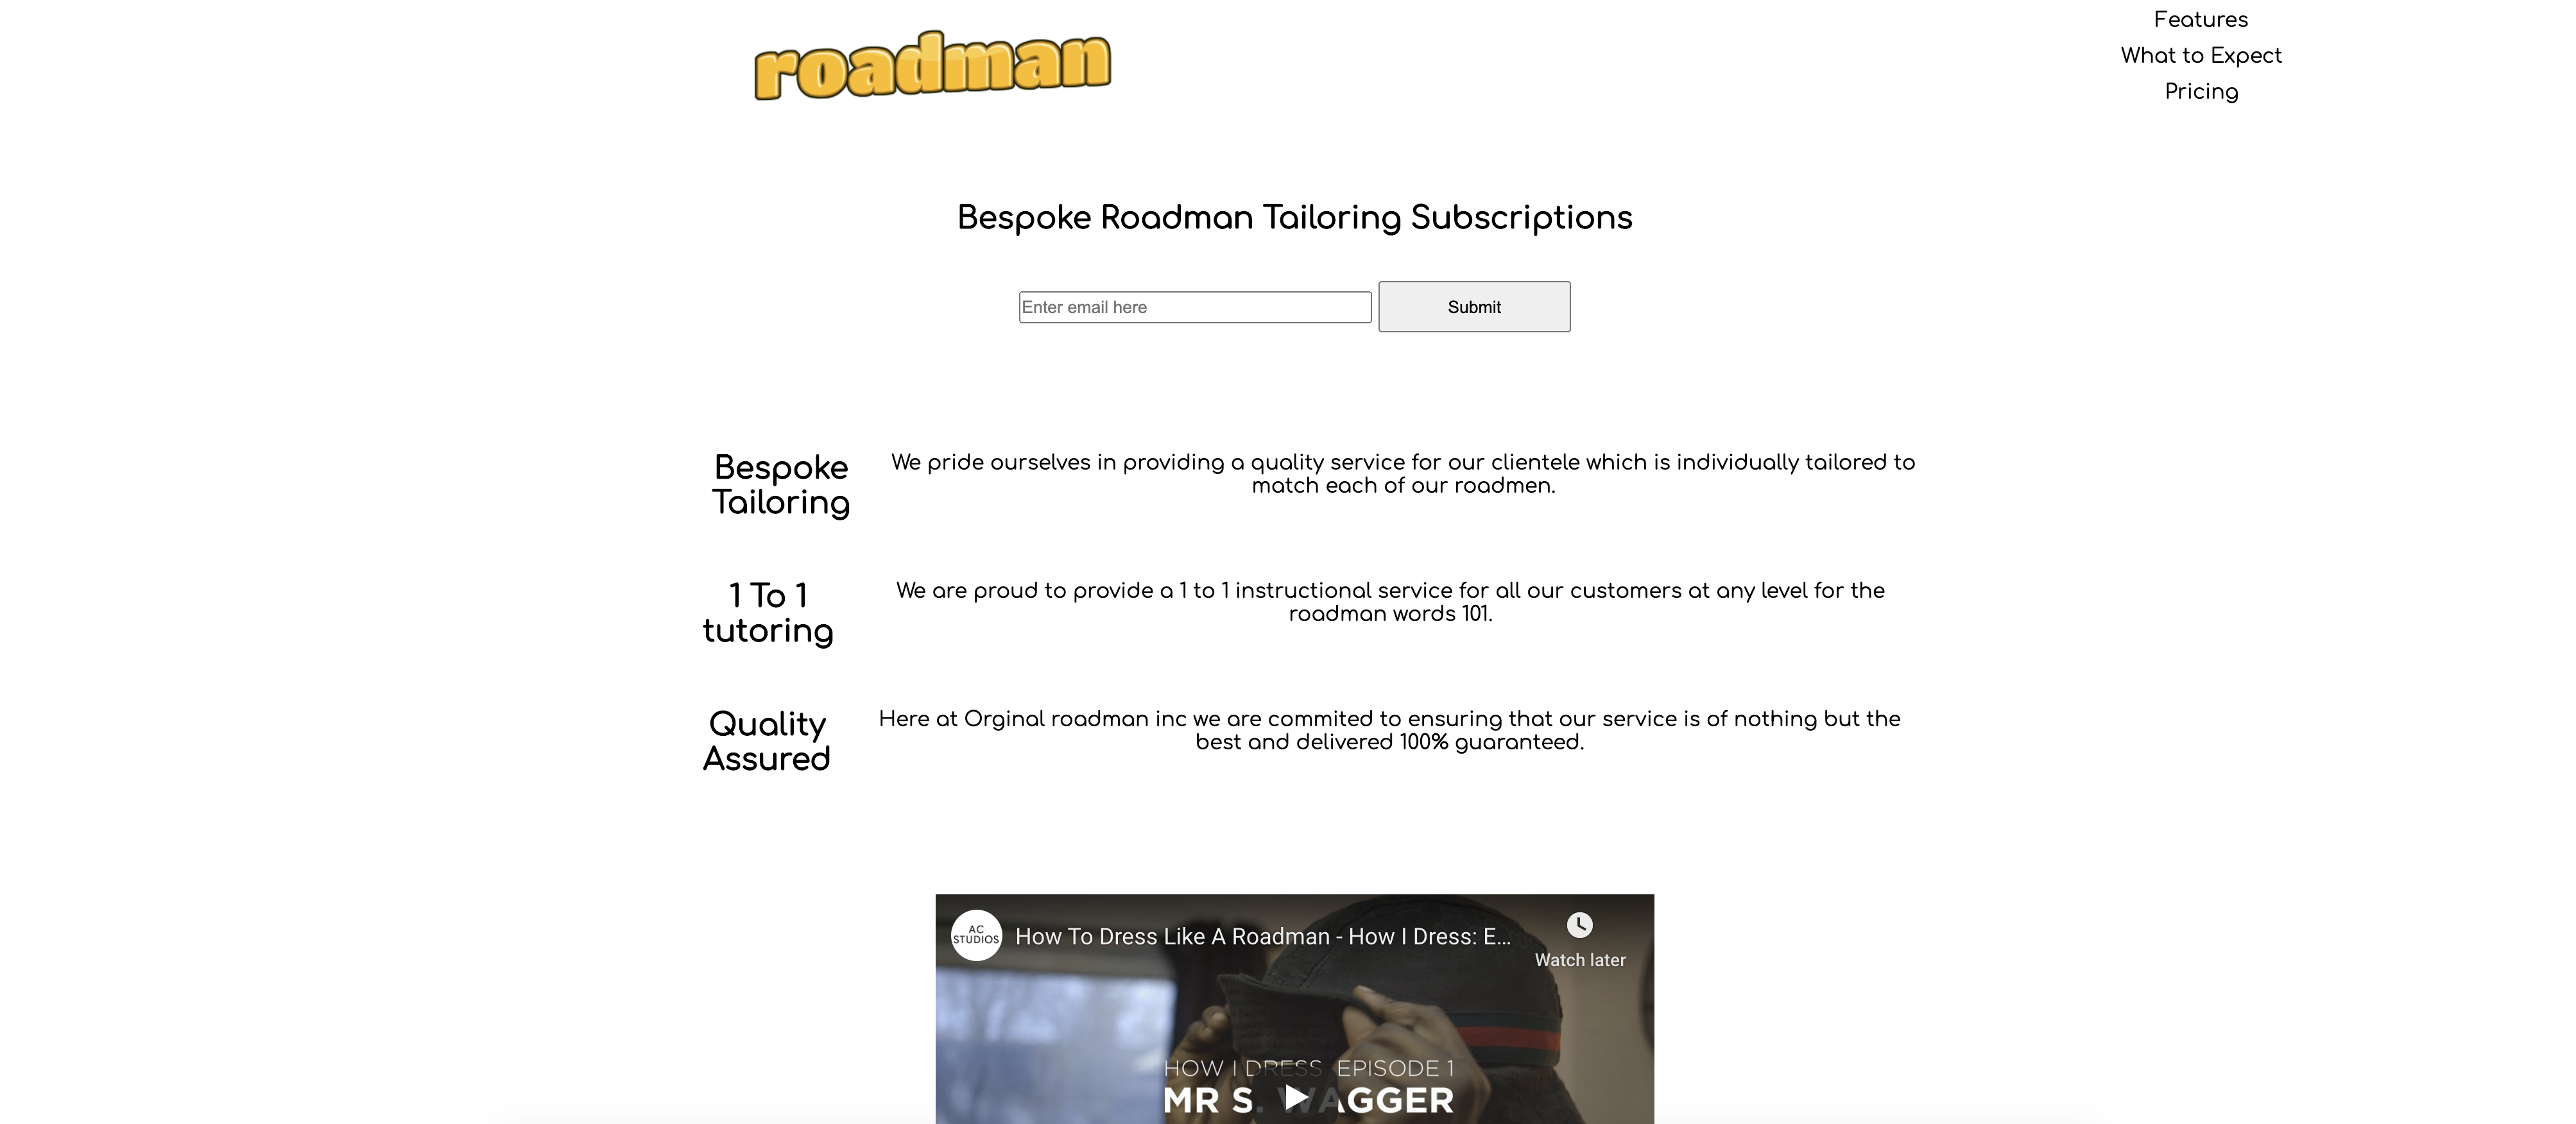 roadman
Features
What to Expect
Pricing
Bespoke Roadman Tailoring Subscriptions
Enter email here
Submit
Bespoke
Tailoring
We pride ourselves in providing a quality service for our clientele which is individually tailored to
match each of our roadmen.
1 To 1
tutoring
We are proud to provide a 1 to 1 instructional service for all our customers at any level for the
roadman words 101.
Quality
Assured
Here at Orginal roadman inc we are commited to ensuring that our service is of nothing but the
best and delivered 100% guaranteed.
AC
STUDIOS
How To Dress Like A Roadman - How I Dress: E...
Watch later
HOW I DRESS EPISODE 1
MR S. WAGGER